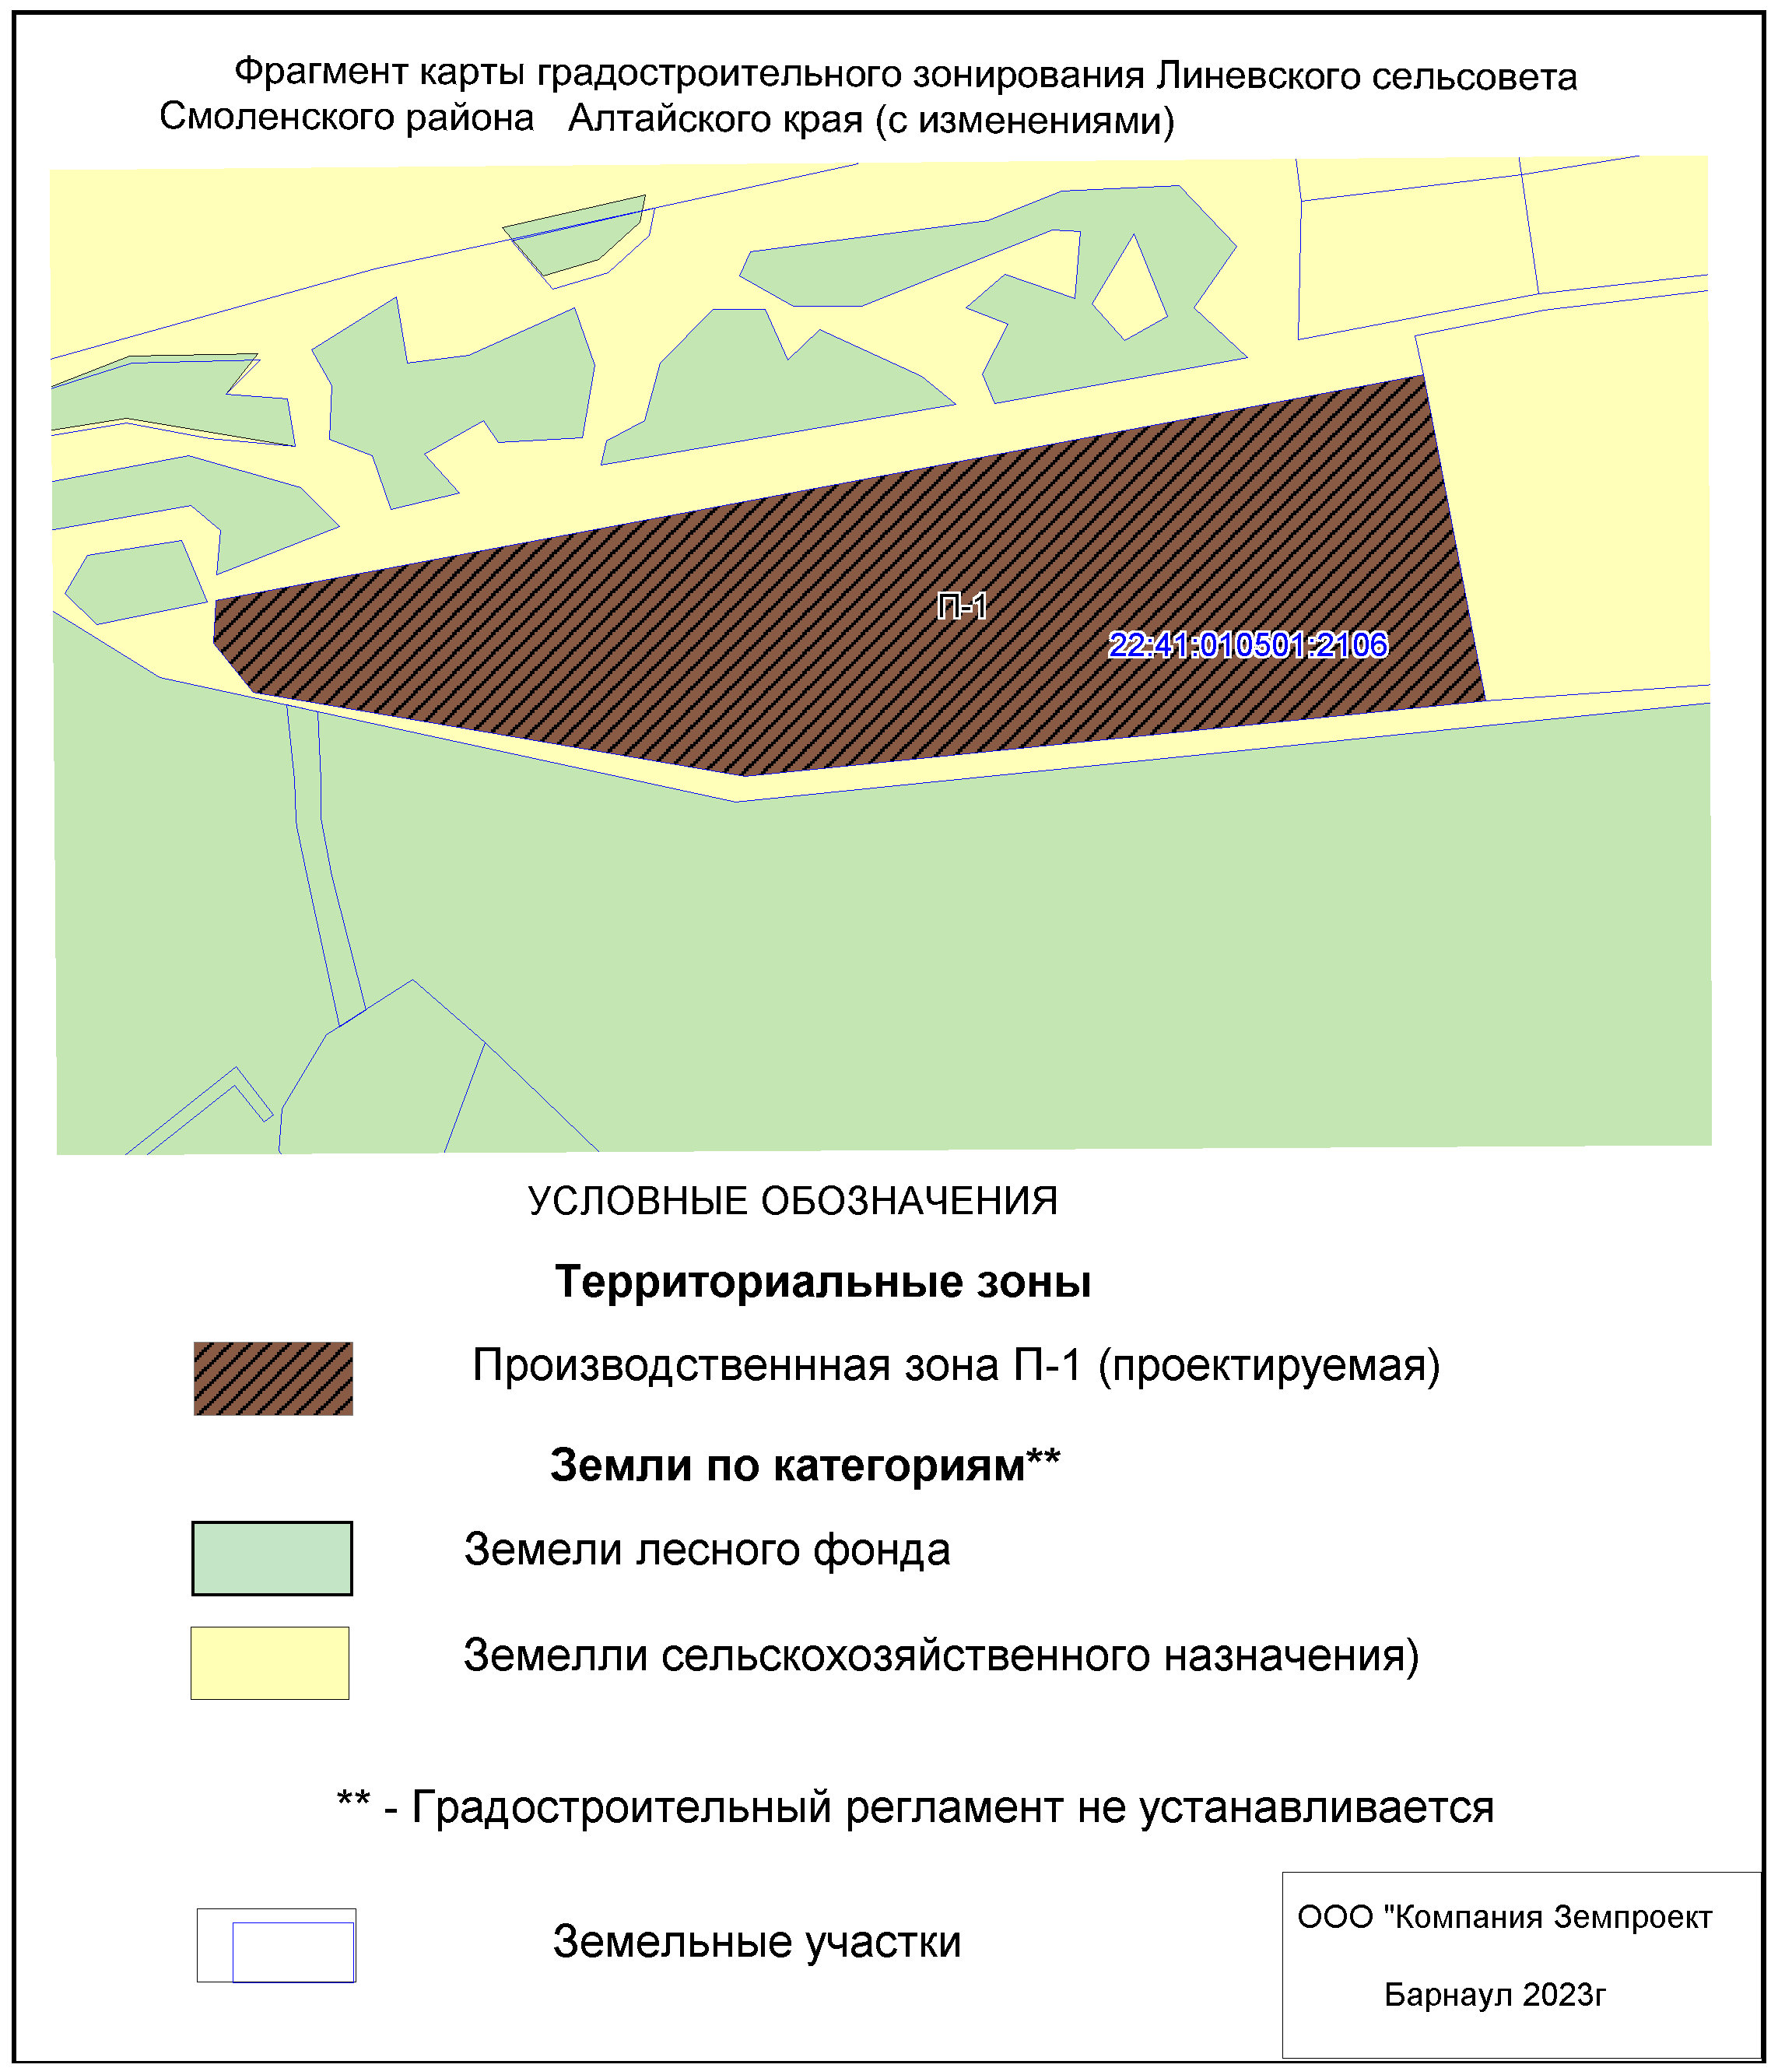 Фрагмент карты градостроительного зонирования Линевского сельсовета
Смоленского района Алтайского края (с изменениями)
П-1
22:41:010501:2106
УСЛОВНЫЕ ОБОЗНАЧЕНИЯ
Территориальные зоны
Производственнная зона П-1 (проектируемая)
Земли по категориям**
Земели лесного фонда
Земелли сельскохозяйственного назначения)
** - Градостроительный регламент не устанавливается
Земельные участки
ООО "Компания Земпроект
Барнаул 2023г